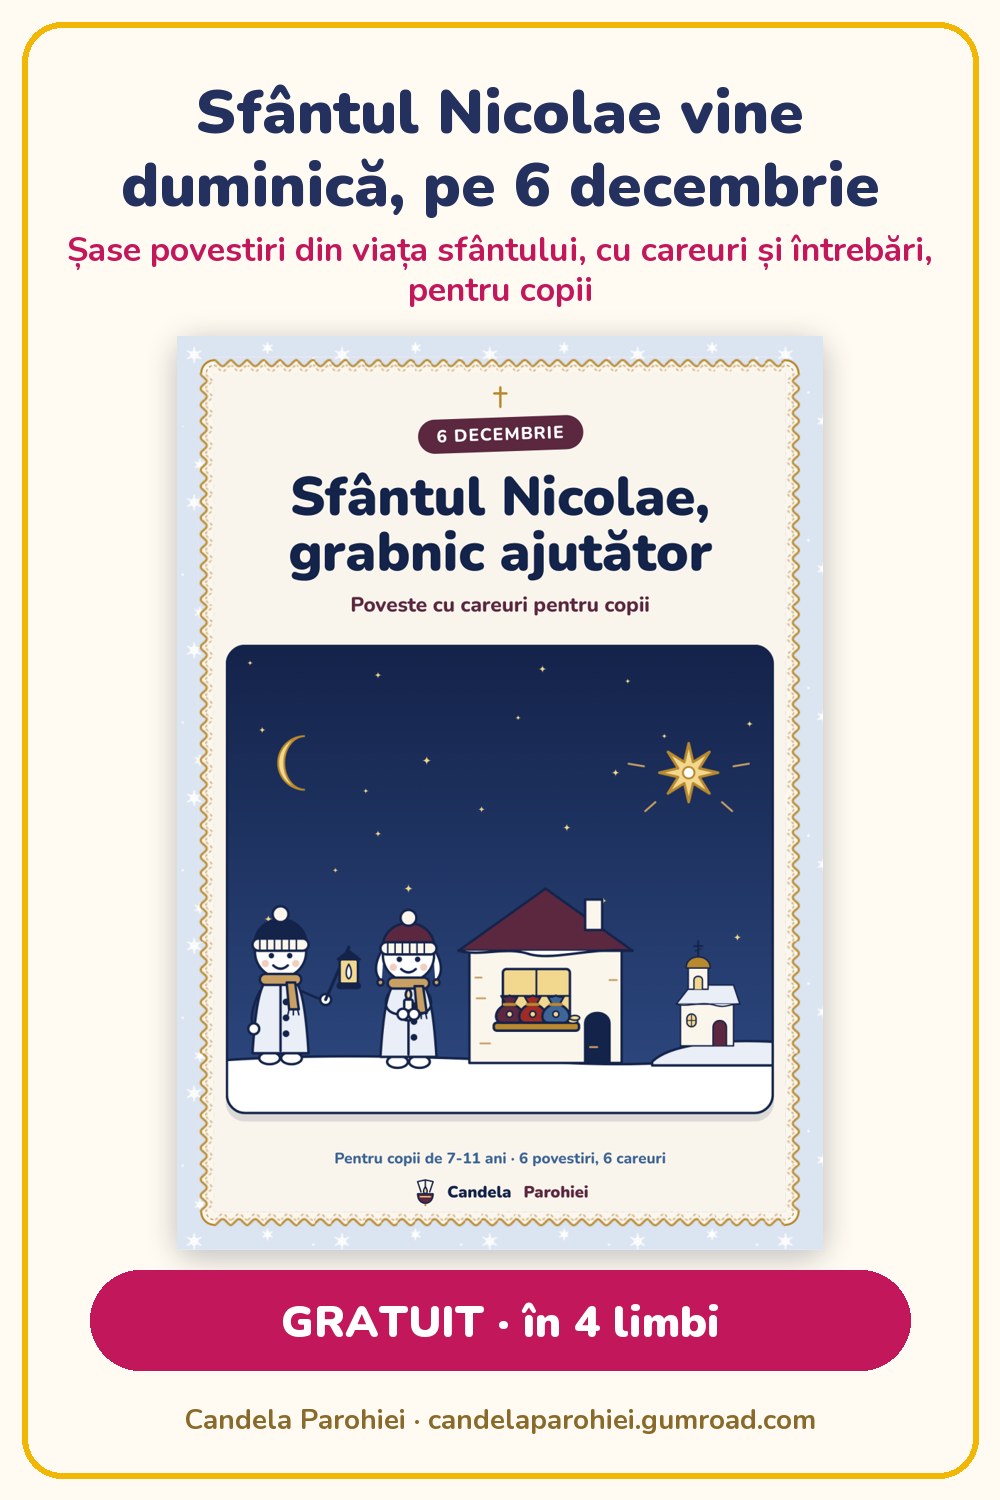 Sfântul Nicolae vine
duminică, pe 6 decembrie
Șase povestiri din viața sfântului, cu careuri și întrebări,
pentru copii
6 DECEMBRIE
Sfântul Nicolae,
grabnic ajutător
Poveste cu careuri pentru copii
Pentru copii de 7-11 ani · 6 povestiri, 6 careuri
Candela Parohiei
GRATUIT · în 4 limbi
Candela Parohiei · candelaparohiei.gumroad.com